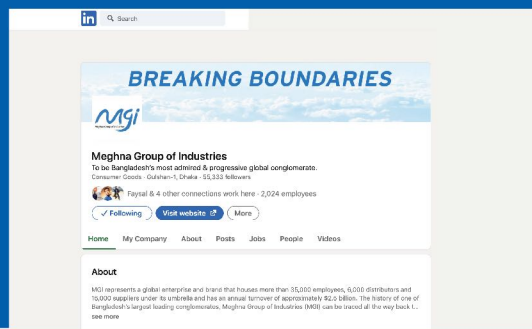 in
Search
BREAKING BOUNDARIES
MGI
Meghna Group of Industries
To be Bangladesh's most admired & progressive global conglomerate.
Consumer Goods · Gulshan-1, Dhaka · 55,333 followers
Faysal & 4 other connections work here · 2,024 employees
✓ Following Visit website More
Home My Company About Posts Jobs People Videos
About
MGI represents a global enterprise and brand that houses more than 35,000 employees, 6,000 distributors and
15,000 suppliers under its umbrella and has an annual turnover of approximately $2.5 billion. The history of one of
Bangladesh's largest leading conglomerates. Moghna Group of Industries (MGI) can be traced all the way back t...
see more